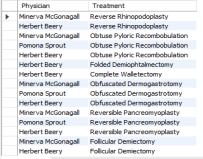 Physician Treatment
Minerva McGonagall Reverse Rhinopodoplasty
Herbert Beery Reverse Rhinopodoplasty
Minerva McGonagall Obtuse Pyloric Recombobulation
Pomona Sprout Obtuse Pyloric Recombobulation
Herbert Beery Obtuse Pyloric Recombobulation
Herbert Beery Folded Demiophtalmectomy
Herbert Beery Complete Walletectomy
Minerva McGonagall Obfuscated Dermogastrotomy
Pomona Sprout Obfuscated Dermogastrotomy
Herbert Beery Obfuscated Dermogastrotomy
Minerva McGonagall Reversible Pancreomyoplasty
Pomona Sprout Reversible Pancreomyoplasty
Herbert Beery Reversible Pancreomyoplasty
Minerva McGonagall Follicular Demiectomy
Herbert Beery Follicular Demiectomy